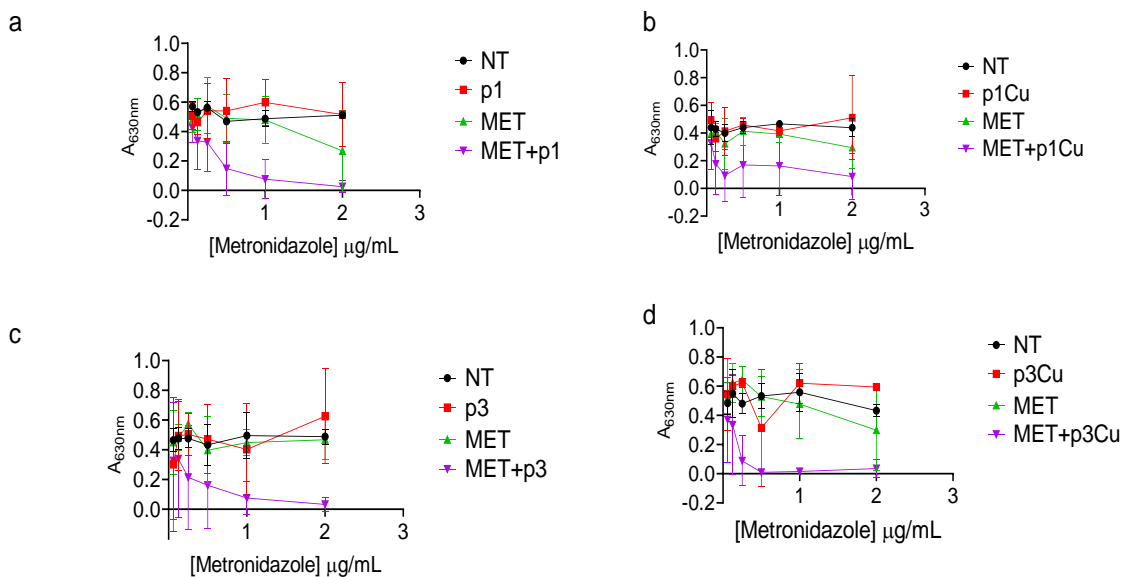 a
1.0
0.8
0.6
0.4
0.2
0.0
-0.2
A630nm
1 2 3
[Metronidazole] μg/mL
NT
p1
MET
MET+p1
b
1.0
0.8
0.6
0.4
0.2
0.0
-0.2
A630nm
1 2 3
[Metronidazole] μg/mL
NT
p1Cu
MET
MET+p1Cu
c
1.0
0.8
0.6
0.4
0.2
0.0
A630nm
1 2 3
[Metronidazole] μg/mL
NT
p3
MET
MET+p3
d
1.0
0.8
0.6
0.4
0.2
0.0
-0.2
A630nm
1 2 3
[Metronidazole] μg/mL
NT
p3Cu
MET
MET+p3Cu